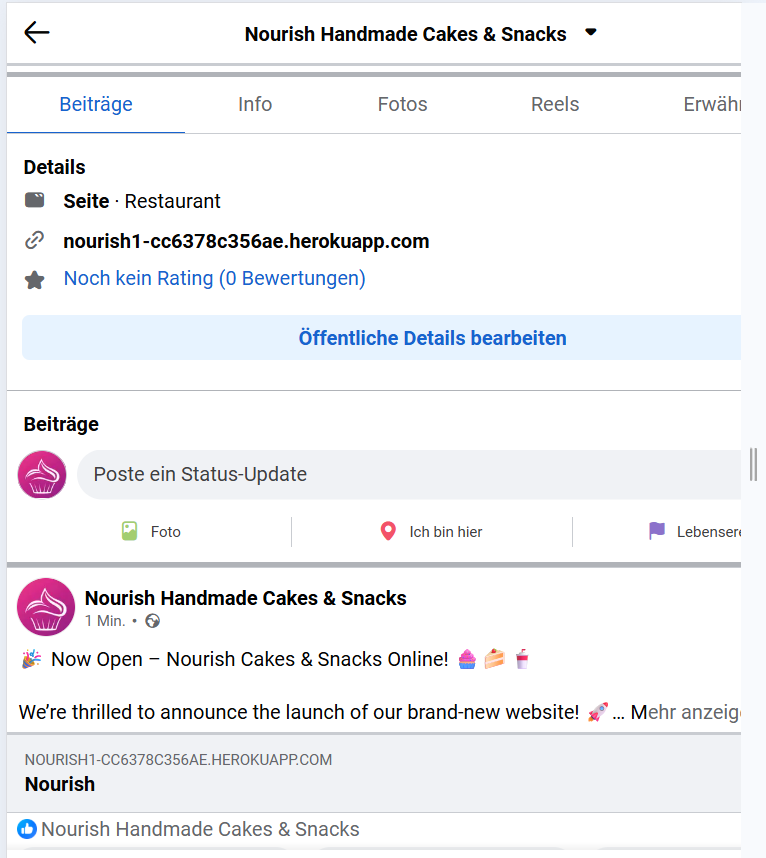 Nourish Handmade Cakes & Snacks
Beiträge Info Fotos Reels Erwäh
Details
Seite · Restaurant
nourish1-cc6378c356ae.herokuapp.com
Noch kein Rating (0 Bewertungen)
Öffentliche Details bearbeiten
Beiträge
Poste ein Status-Update
Foto Ich bin hier Lebensere
Nourish Handmade Cakes & Snacks
1 Min. •
🎉 Now Open – Nourish Cakes & Snacks Online! 🧁 🍰 🥤
We’re thrilled to announce the launch of our brand-new website! 🚀 ... Mehr anzeig
NOURISH1-CC6378C356AE.HEROKUAPP.COM
Nourish
Nourish Handmade Cakes & Snacks